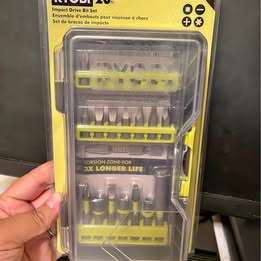 RYOBI 20
Impact Drive Bit Set
Ensemble d'embouts pour visseuse à chocs
Set de brocas de impacto
RYOBI
TORSION ZONE FOR
3X LONGER LIFE